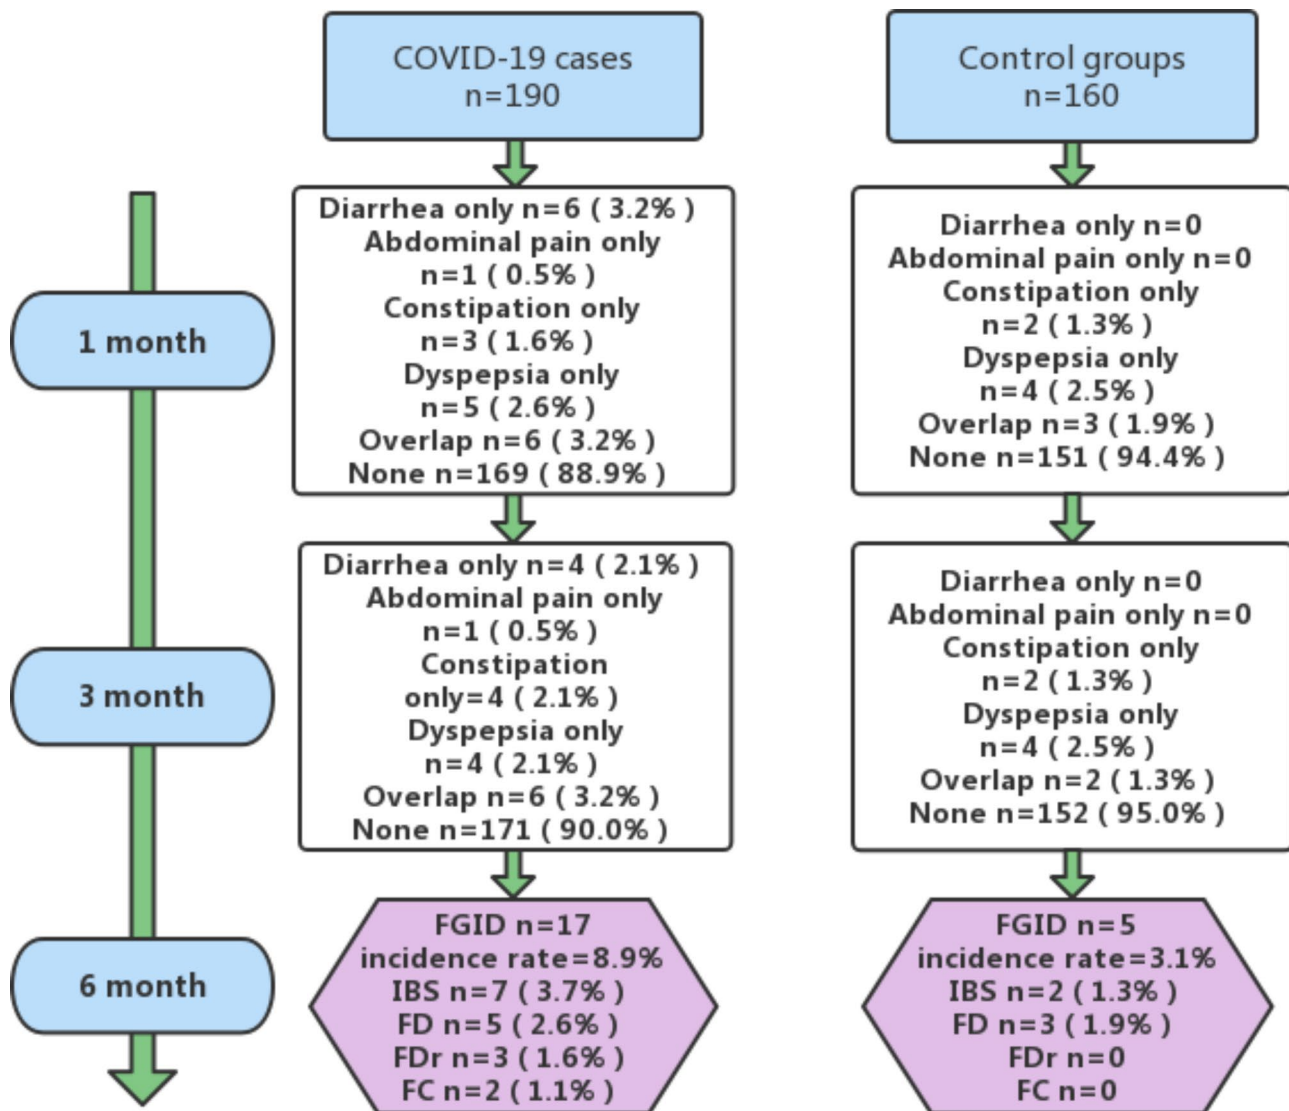 COVID-19 cases
n=190
Control groups
n=160
1 month
Diarrhea only n=6 ( 3.2% )
Abdominal pain only
n=1 ( 0.5% )
Constipation only
n=3 ( 1.6% )
Dyspepsia only
n=5 ( 2.6% )
Overlap n=6 ( 3.2% )
None n=169 ( 88.9% )
Diarrhea only n=0
Abdominal pain only n=0
Constipation only
n=2 ( 1.3% )
Dyspepsia only
n=4 ( 2.5% )
Overlap n=3 ( 1.9% )
None n=151 ( 94.4% )
3 month
Diarrhea only n=4 ( 2.1% )
Abdominal pain only
n=1 ( 0.5% )
Constipation
only=4 ( 2.1% )
Dyspepsia only
n=4 ( 2.1% )
Overlap n=6 ( 3.2% )
None n=171 ( 90.0% )
Diarrhea only n=0
Abdominal pain only n=0
Constipation only
n=2 ( 1.3% )
Dyspepsia only
n=4 ( 2.5% )
Overlap n=2 ( 1.3% )
None n=152 ( 95.0% )
6 month
FGID n=17
incidence rate=8.9%
IBS n=7 ( 3.7% )
FD n=5 ( 2.6% )
FDr n=3 ( 1.6% )
FC n=2 ( 1.1% )
FGID n=5
incidence rate=3.1%
IBS n=2 ( 1.3% )
FD n=3 ( 1.9% )
FDr n=0
FC n=0